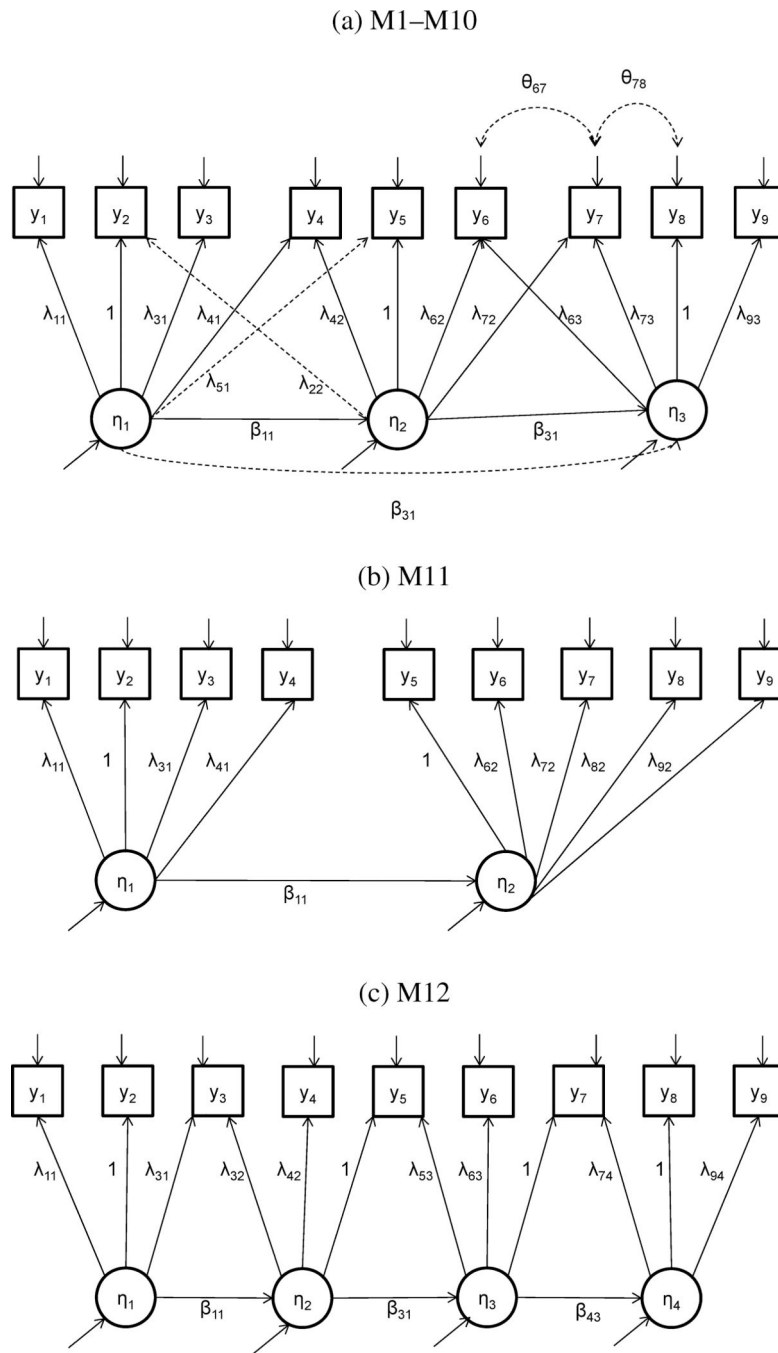 (a) M1–M10
θ₆₇ θ₇₈
y₁ y₂ y₃ y₄ y₅ y₆ y₇ y₈ y₉
λ₁₁ 1 λ₃₁ λ₄₁ λ₄₂ 1 λ₆₂ λ₇₂ λ₆₃ λ₇₃ 1 λ₉₃
λ₅₁ λ₂₂
η₁ η₂ η₃
β₁₁ β₃₁
β₃₁
(b) M11
y₁ y₂ y₃ y₄ y₅ y₆ y₇ y₈ y₉
λ₁₁ 1 λ₃₁ λ₄₁ 1 λ₆₂ λ₇₂ λ₈₂ λ₉₂
η₁ η₂
β₁₁
(c) M12
y₁ y₂ y₃ y₄ y₅ y₆ y₇ y₈ y₉
λ₁₁ 1 λ₃₁ λ₃₂ λ₄₂ 1 λ₅₃ λ₆₃ 1 λ₇₄ 1 λ₉₄
η₁ η₂ η₃ η₄
β₁₁ β₃₁ β₄₃